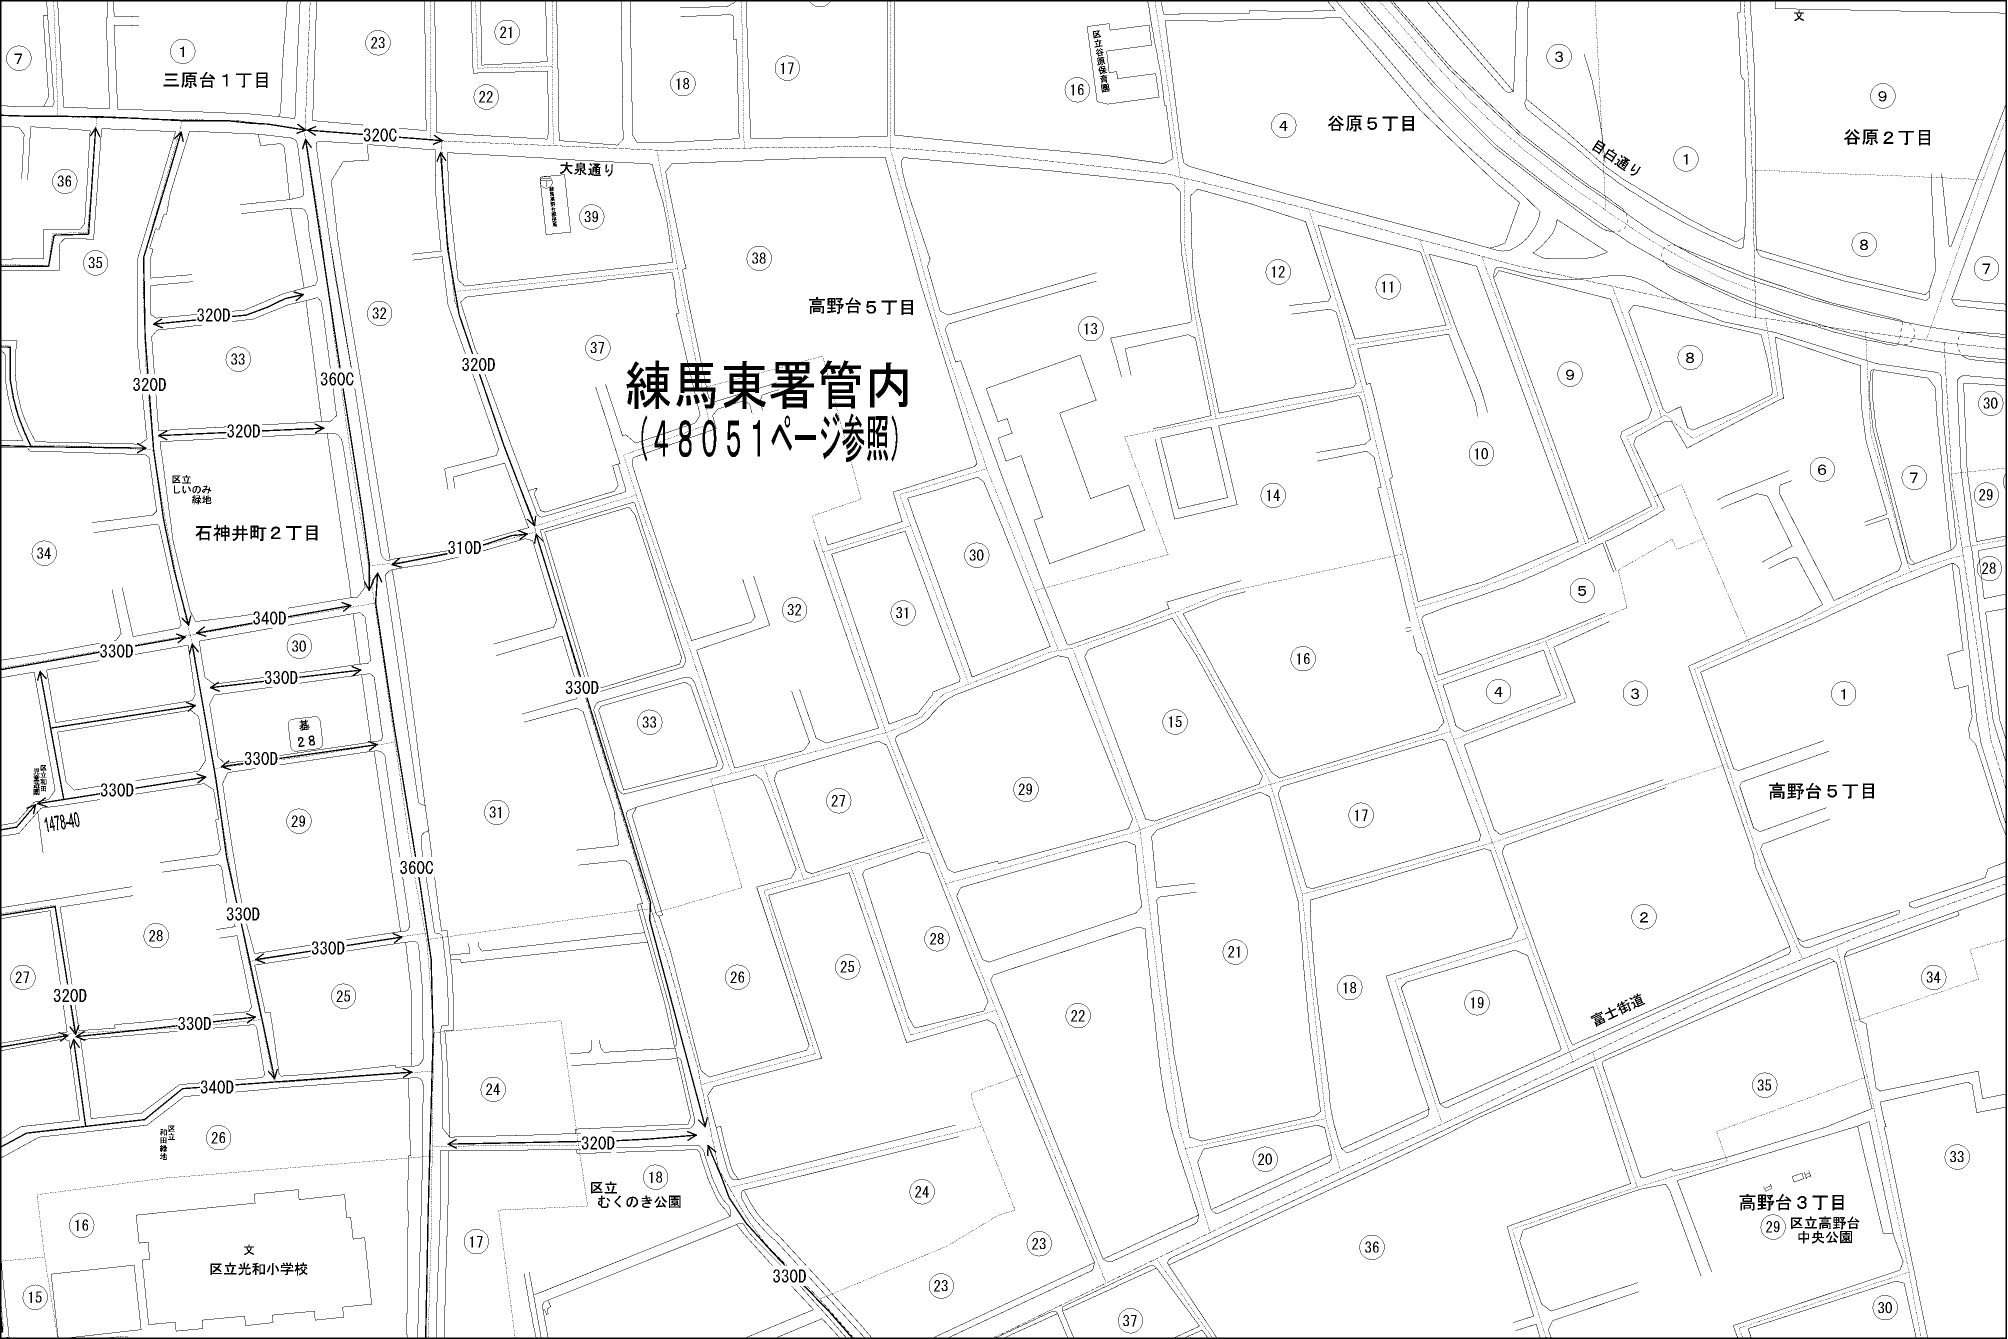 7
1
三原台１丁目
23
21
22
18
17
16
区立谷原保育園
4
谷原５丁目
3
文
9
谷原２丁目
目白通り
1
8
7
320C
大泉通り
39
36
35
38
高野台５丁目
12
11
13
32
320D
33
37
320D
360C
320D
9
8
30
練馬東署管内
(４８０５１ページ参照)
320D
10
6
7
29
区立
しいのみ
緑地
石神井町２丁目
14
34
310D
30
28
5
31
32
340D
330D
30
16
330D
330D
4
3
1
33
15
基
28
330D
330D
区立和田
児童遊園
1478-40
29
31
27
29
17
高野台５丁目
360C
330D
28
330D
28
2
21
27
320D
25
25
26
18
19
34
330D
22
富士街道
340D
24
35
区立
和田緑地
26
320D
18
20
33
区立
むくのき公園
24
高野台３丁目
29
区立高野台
中央公園
16
17
23
36
文
区立光和小学校
330D
23
15
37
30